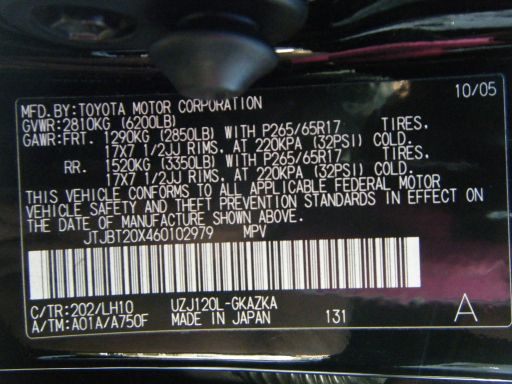 MFD.BY:TOYOTA MOTOR CORPORATION 10/05
GVWR:2810KG (6200LB)
GAWR:FRT. 1290KG (2850LB) WITH P265/65R17 TIRES,
17X7 1/2JJ RIMS, AT 220KPA (32PSI) COLD.
RR. 1520KG (3350LB) WITH P265/65R17 TIRES,
17X7 1/2JJ RIMS, AT 220KPA (32PSI) COLD.
THIS VEHICLE CONFORMS TO ALL APPLICABLE FEDERAL MOTOR
VEHICLE SAFETY AND THEFT PREVENTION STANDARDS IN EFFECT ON
THE DATE OF MANUFACTURE SHOWN ABOVE.
JTJBT20X460102979 MPV
C/TR:202/LH10 UZJ120L-GKAZKA
A/TM:A01A/A750F MADE IN JAPAN 131 A